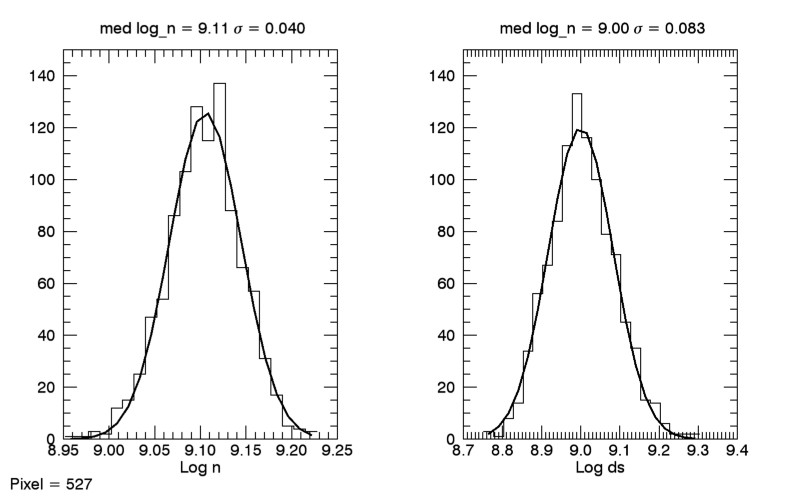 med log_n = 9.11 σ = 0.040
med log_n = 9.00 σ = 0.083
140
120
100
80
60
40
20
0
8.95 9.00 9.05 9.10 9.15 9.20 9.25
Log n
140
120
100
80
60
40
20
0
8.7 8.8 8.9 9.0 9.1 9.2 9.3 9.4
Log ds
Pixel = 527